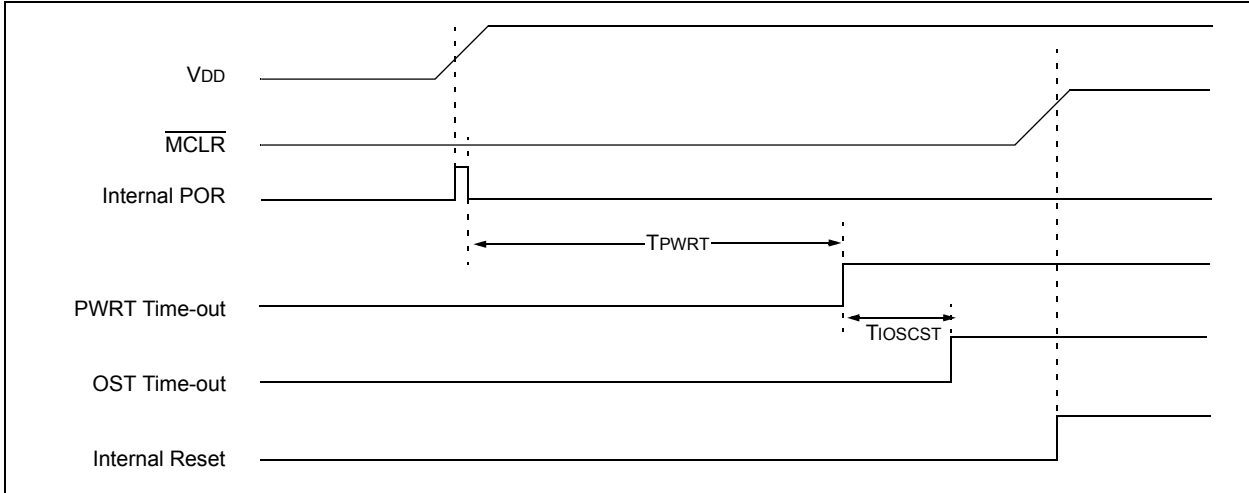 VDD
MCLR
Internal POR
TPWRT
PWRT Time-out
TIOSCST
OST Time-out
Internal Reset